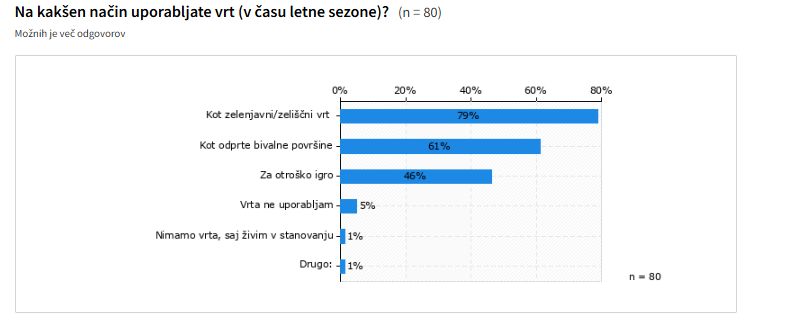 Na kakšen način uporabljate vrt (v času letne sezone)? (n = 80)
Možnih je več odgovorov
0% 20% 40% 60% 80%
Kot zelenjavni/zeliščni vrt 79%
Kot odprte bivalne površine 61%
Za otroško igro 46%
Vrta ne uporabljam 5%
Nimamo vrta, saj živim v stanovanju 1%
Drugo: 1%
n = 80